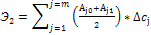 Э₂ = ∑_{j=1}^{j=m} ((A_{j0}+A_{j1})/2) * Δc_j